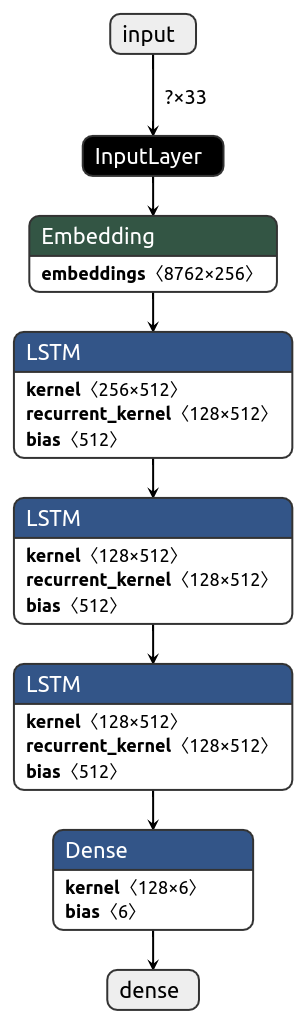 input
?×33
InputLayer
Embedding
embeddings〈8762×256〉
LSTM
kernel〈256×512〉
recurrent_kernel〈128×512〉
bias〈512〉
LSTM
kernel〈128×512〉
recurrent_kernel〈128×512〉
bias〈512〉
LSTM
kernel〈128×512〉
recurrent_kernel〈128×512〉
bias〈512〉
Dense
kernel〈128×6〉
bias〈6〉
dense